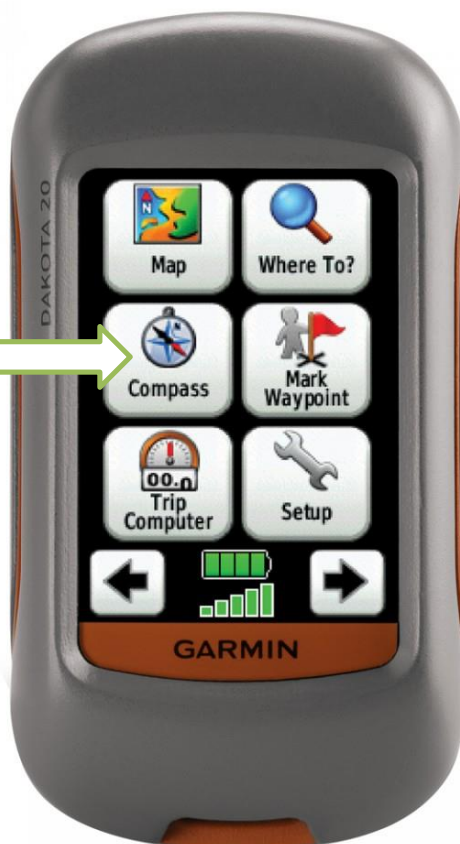 DAKOTA 20
N
Map
Where To?
Compass
Mark
Waypoint
00.0
Trip
Computer
Setup
GARMIN